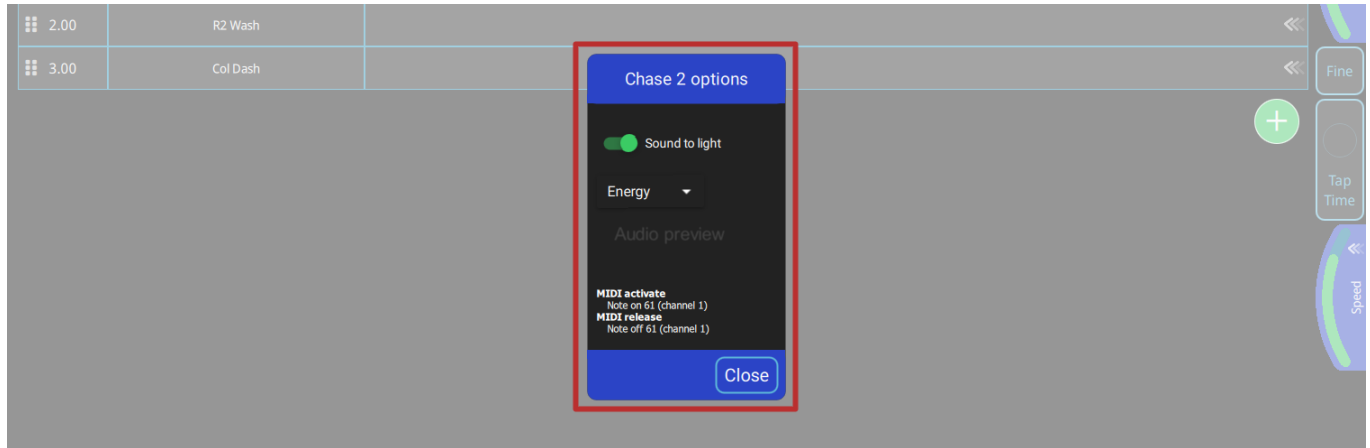 2.00 R2 Wash
3.00 Col Dash
Fine
Chase 2 options
Sound to light
Energy
Tap
Time
Audio preview
Speed
MIDI activate
Note on 61 (channel 1)
MIDI release
Note off 61 (channel 1)
Close